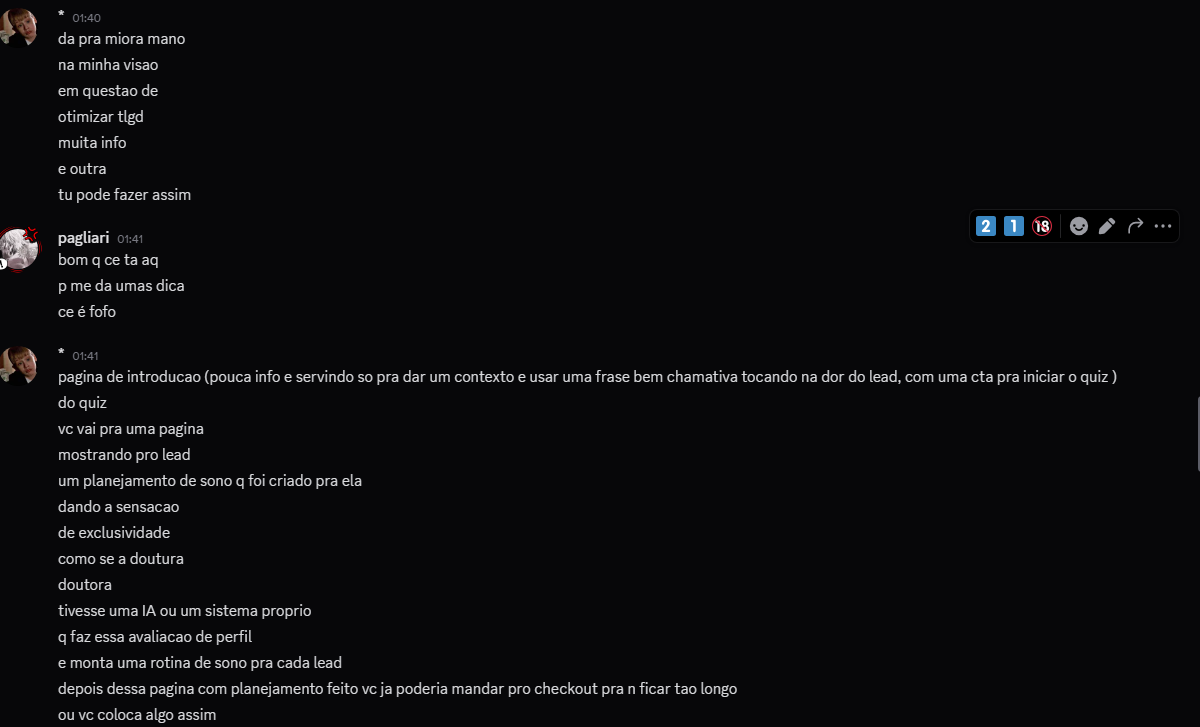 * 01:40
da pra miora mano
na minha visao
em questao de
otimizar tlgd
muita info
e outra
tu pode fazer assim
2 1 18
pagliari 01:41
bom q ce ta aq
p me da umas dica
ce é fofo
* 01:41
pagina de introducao (pouca info e servindo so pra dar um contexto e usar uma frase bem chamativa tocando na dor do lead, com uma cta pra iniciar o quiz )
do quiz
vc vai pra uma pagina
mostrando pro lead
um planejamento de sono q foi criado pra ela
dando a sensacao
de exclusividade
como se a doutura
doutora
tivesse uma IA ou um sistema proprio
q faz essa avaliacao de perfil
e monta uma rotina de sono pra cada lead
depois dessa pagina com planejamento feito vc ja poderia mandar pro checkout pra n ficar tao longo
ou vc coloca algo assim